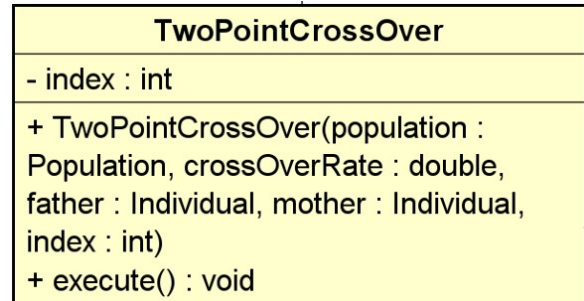 TwoPointCrossOver
- index : int
+ TwoPointCrossOver(population :
Population, crossOverRate : double,
father : Individual, mother : Individual,
index : int)
+ execute() : void